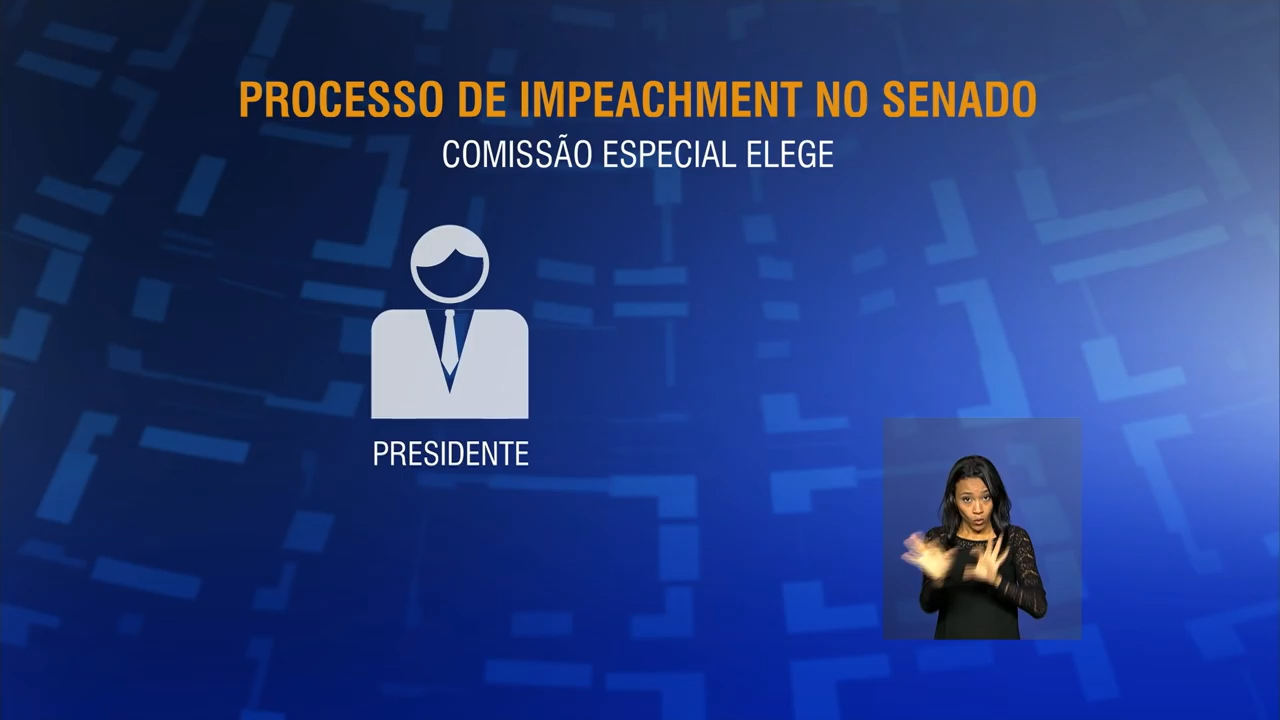 PROCESSO DE IMPEACHMENT NO SENADO
COMISSÃO ESPECIAL ELEGE
PRESIDENTE